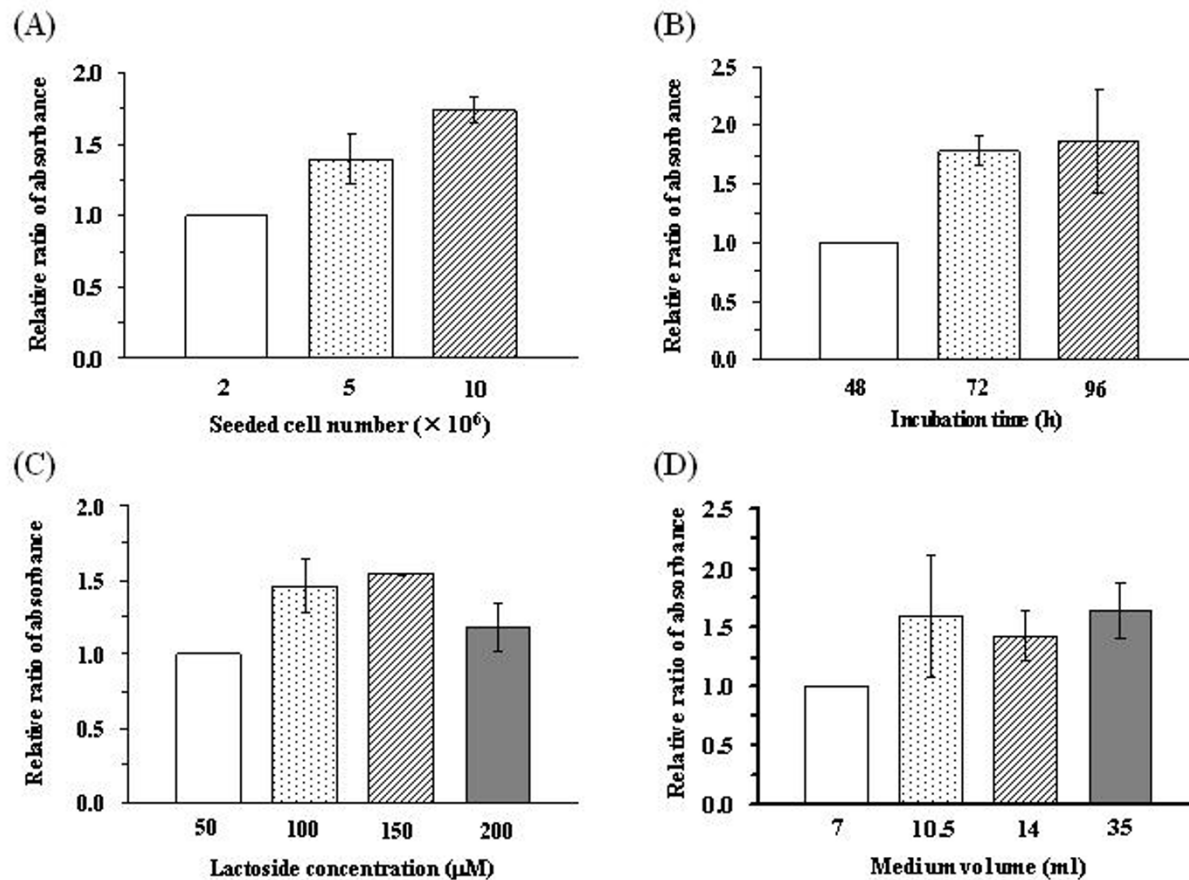 (A)
Relative ratio of absorbance
2.0
1.5
1.0
0.5
0.0
2 5 10
Seeded cell number (× 10⁶)
(B)
Relative ratio of absorbance
2.5
2.0
1.5
1.0
0.5
0.0
48 72 96
Incubation time (h)
(C)
Relative ratio of absorbance
2.0
1.5
1.0
0.5
0.0
50 100 150 200
Lactoside concentration (μM)
(D)
Relative ratio of absorbance
2.5
2.0
1.5
1.0
0.5
0.0
7 10.5 14 35
Medium volume (ml)